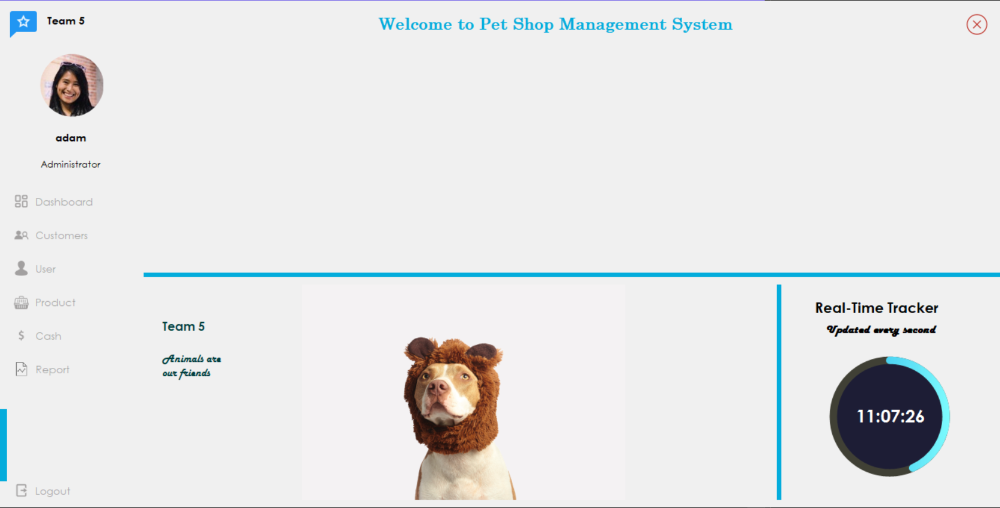 Team 5
Welcome to Pet Shop Management System
adam
Administrator
Dashboard
Customers
User
Product
$ Cash
Report
Logout
Team 5
Animals are
our friends
Real-Time Tracker
Updated every second
11:07:26